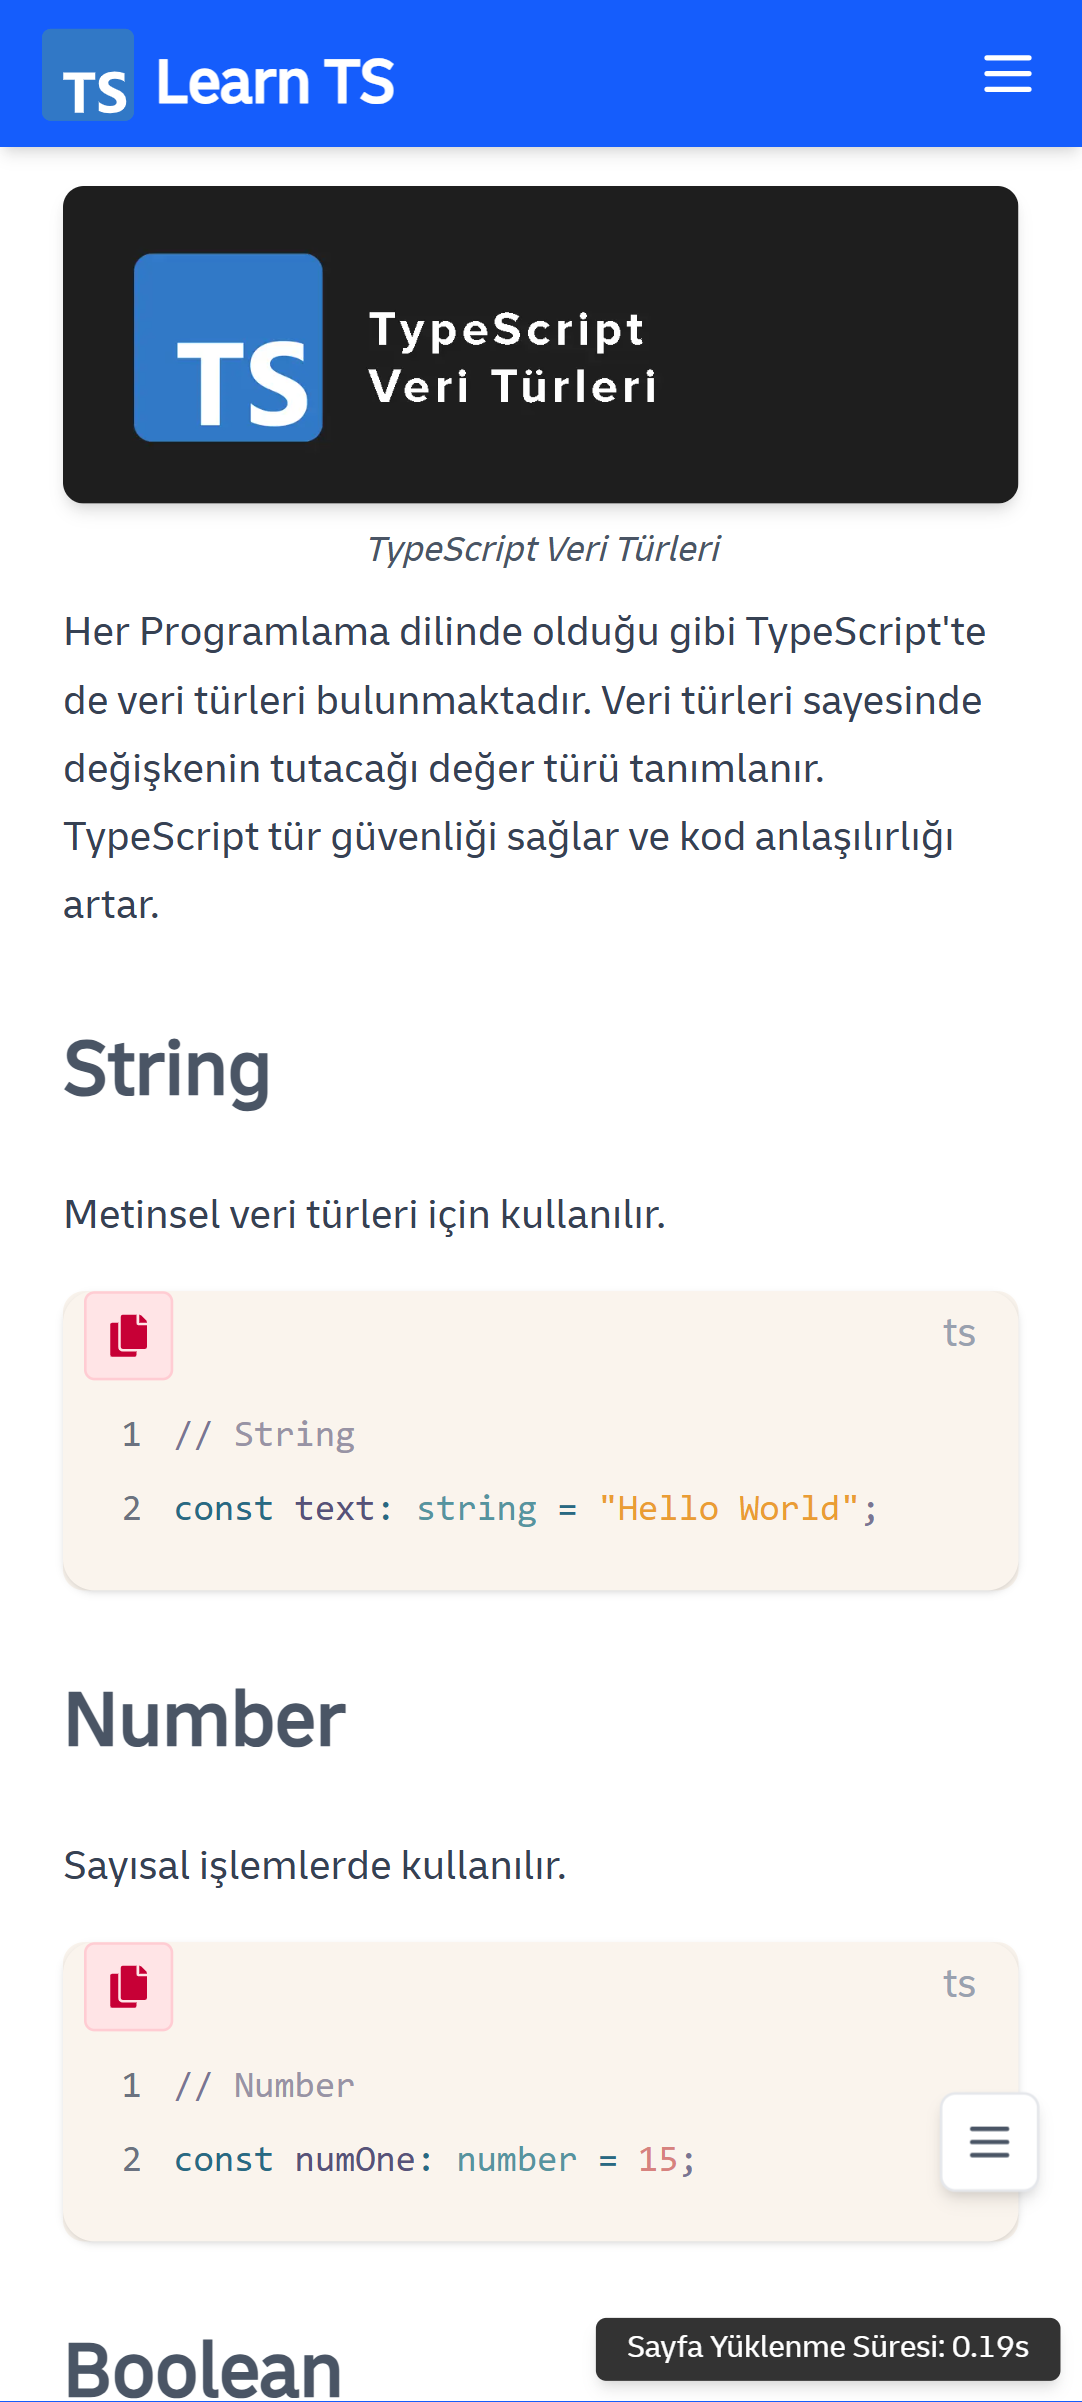 TS Learn TS
TS
TypeScript
Veri Türleri
TypeScript Veri Türleri
Her Programlama dilinde olduğu gibi TypeScript'te
de veri türleri bulunmaktadır. Veri türleri sayesinde
değişkenin tutacağı değer türü tanımlanır.
TypeScript tür güvenliği sağlar ve kod anlaşılırlığı
artar.
String
Metinsel veri türleri için kullanılır.
ts
1 // String
2 const text: string = "Hello World";
Number
Sayısal işlemlerde kullanılır.
ts
1 // Number
2 const numOne: number = 15;
Boolean
Sayfa Yüklenme Süresi: 0.19s